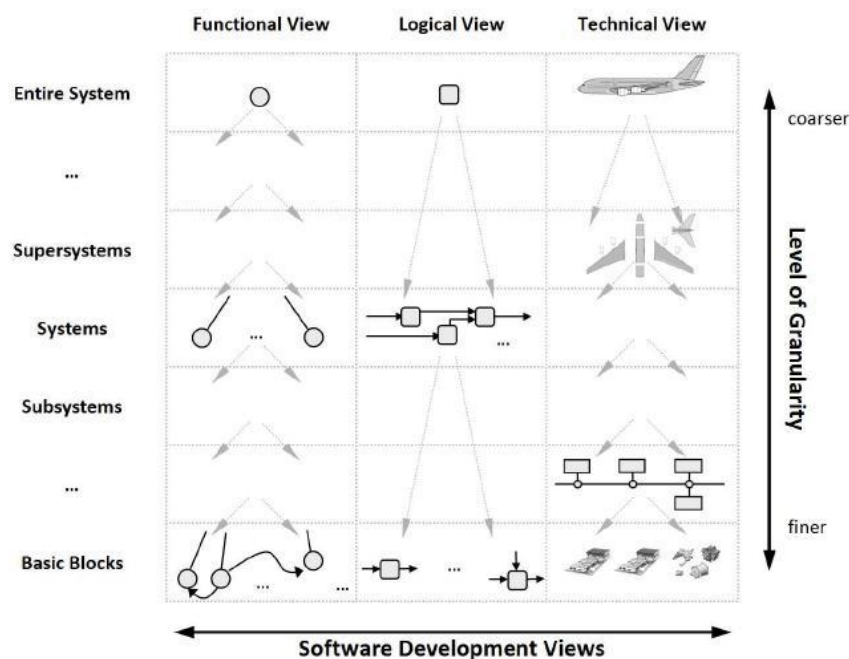 Functional View Logical View Technical View
Entire System
coarser
...
Supersystems
Level of Granularity
Systems
... ...
Subsystems
...
finer
Basic Blocks
... ... ...
Software Development Views